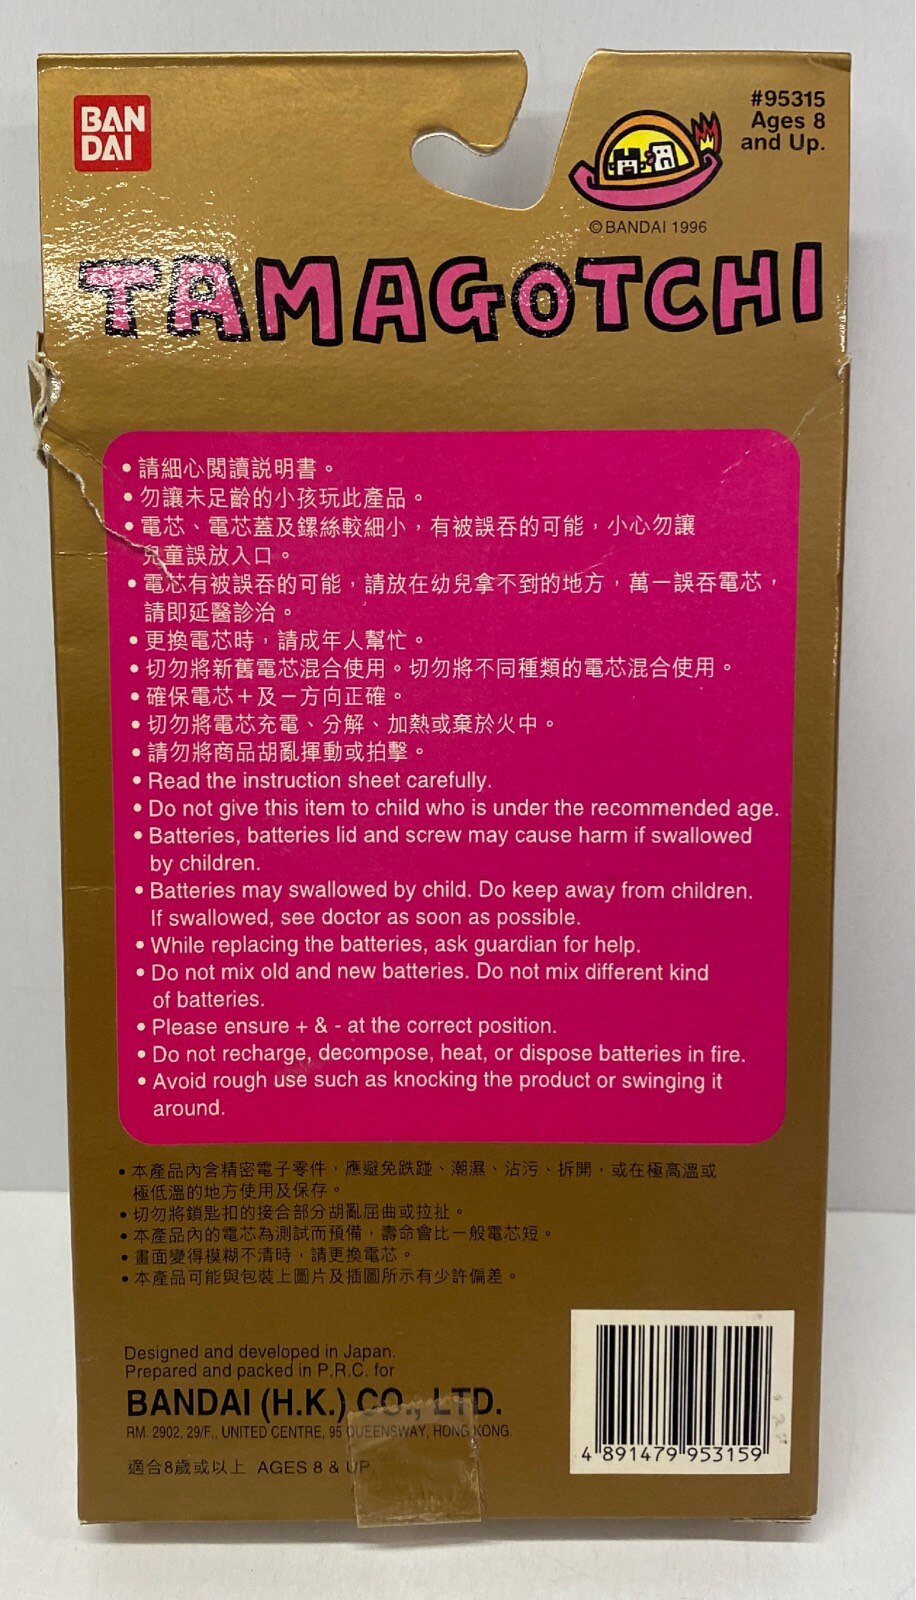 BAN
DAI
#95315
Ages 8
and Up.
©BANDAI 1996
TAMAGOTCHI
• 請細心閲讀説明書。
• 勿讓未足齡的小孩玩此產品。
• 電芯、電芯蓋及鏍絲較細小，有被誤吞的可能，小心勿讓
兒童誤放入口。
• 電芯有被誤吞的可能，請放在幼兒拿不到的地方，萬一誤吞電芯，
請即延醫診治。
• 更換電芯時，請成年人幫忙。
• 切勿將新舊電芯混合使用。切勿將不同種類的電芯混合使用。
• 確保電芯＋及－方向正確。
• 切勿將電芯充電、分解、加熱或棄於火中。
• 請勿將商品胡亂揮動或拍擊。
• Read the instruction sheet carefully.
• Do not give this item to child who is under the recommended age.
• Batteries, batteries lid and screw may cause harm if swallowed
by children.
• Batteries may swallowed by child. Do keep away from children.
If swallowed, see doctor as soon as possible.
• While replacing the batteries, ask guardian for help.
• Do not mix old and new batteries. Do not mix different kind
of batteries.
• Please ensure + & - at the correct position.
• Do not recharge, decompose, heat, or dispose batteries in fire.
• Avoid rough use such as knocking the product or swinging it
around.
• 本產品內含精密電子零件，應避免跌踫、潮濕、沾污、拆開，或在極高溫或
極低溫的地方使用及保存。
• 切勿將鎖匙扣的接合部分胡亂屈曲或拉扯。
• 本產品內的電芯為測試而預備，壽命會比一般電芯短。
• 畫面變得模糊不清時，請更換電芯。
• 本產品可能與包裝上圖片及插圖所示有少許偏差。
Designed and developed in Japan.
Prepared and packed in P.R.C. for
BANDAI (H.K.) CO., LTD.
RM. 2902, 29/F., UNITED CENTRE, 95 QUEENSWAY, HONG KONG.
適合8歲或以上 AGES 8 & UP.
4 891479 953159